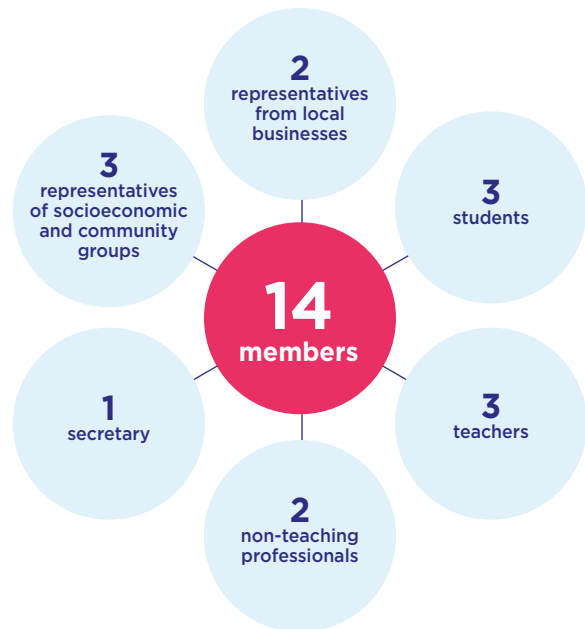 2
representatives
from local
businesses
3
students
3
teachers
2
non-teaching
professionals
1
secretary
3
representatives
of socioeconomic
and community
groups
14
members